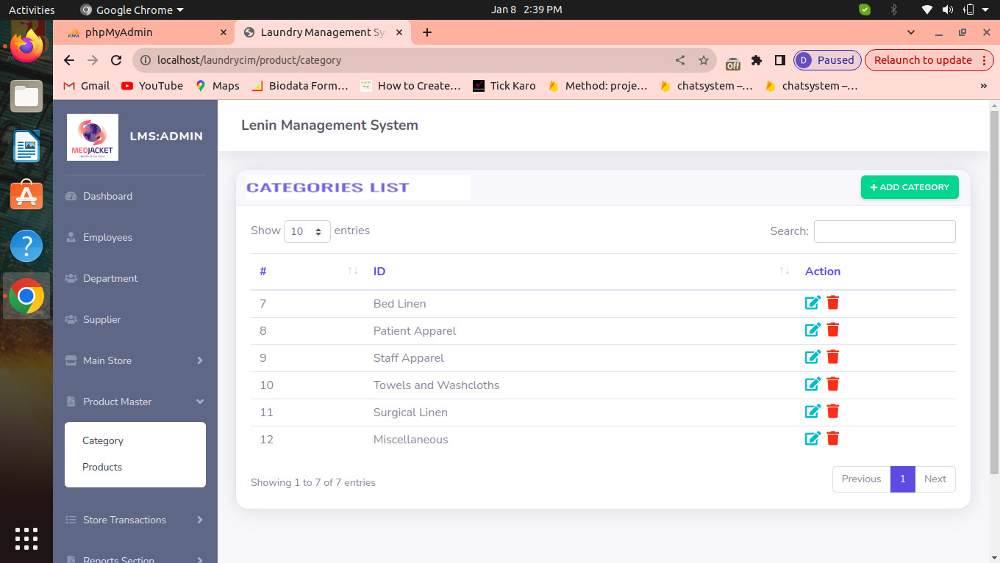 Activities Google Chrome Jan 8 2:39 PM
phpMyAdmin Laundry Management Sy
localhost/laundrycim/product/category Off D Paused Relaunch to update
Gmail YouTube Maps Biodata Form… How to Create… Tick Karo Method: proje… chatsystem –… chatsystem –… »
MEDJACKET
LMS:ADMIN
Lenin Management System
Dashboard
Employees
Department
Supplier
Main Store
Product Master
Category
Products
Store Transactions
Reports Section
CATEGORIES LIST + ADD CATEGORY
Show 10 entries Search:
# ID Action
7 Bed Linen
8 Patient Apparel
9 Staff Apparel
10 Towels and Washcloths
11 Surgical Linen
12 Miscellaneous
Showing 1 to 7 of 7 entries Previous 1 Next